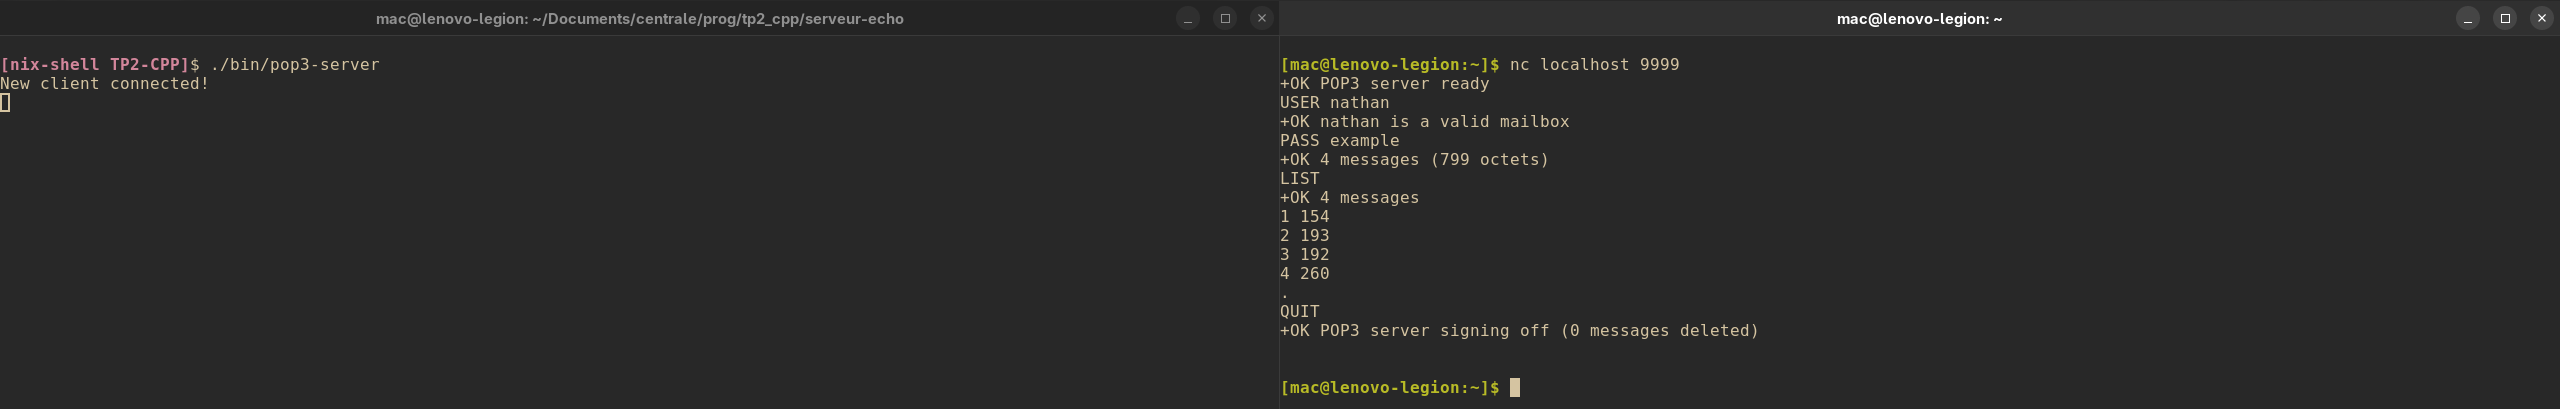 mac@lenovo-legion: ~/Documents/centrale/prog/tp2_cpp/serveur-echo
[nix-shell TP2-CPP]$ ./bin/pop3-server
New client connected!
mac@lenovo-legion: ~
[mac@lenovo-legion:~]$ nc localhost 9999
+OK POP3 server ready
USER nathan
+OK nathan is a valid mailbox
PASS example
+OK 4 messages (799 octets)
LIST
+OK 4 messages
1 154
2 193
3 192
4 260
.
QUIT
+OK POP3 server signing off (0 messages deleted)
[mac@lenovo-legion:~]$